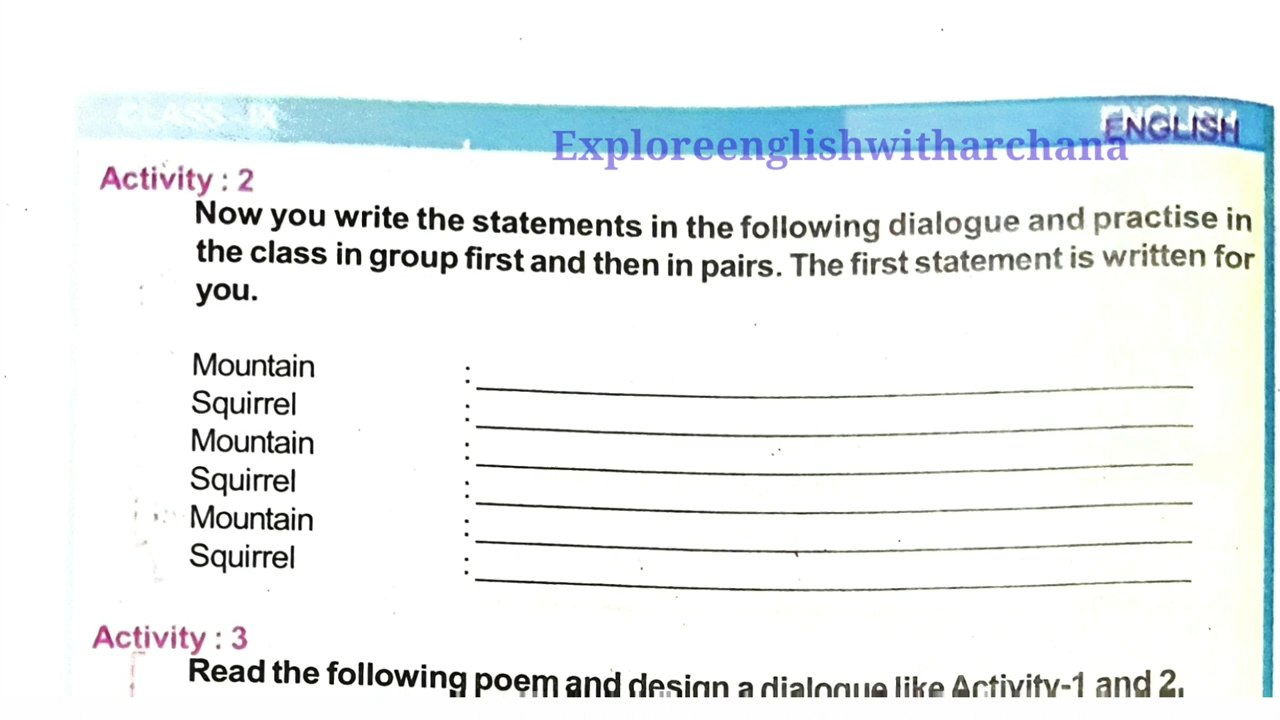 CLASS - IX
ENGLISH
Exploreenglishwitharchana
Activity : 2
Now you write the statements in the following dialogue and practise in
the class in group first and then in pairs. The first statement is written for
you.
Mountain : 
Squirrel : 
Mountain : 
Squirrel : 
Mountain : 
Squirrel : 
Activity : 3
Read the following poem and design a dialogue like Activity-1 and 2.